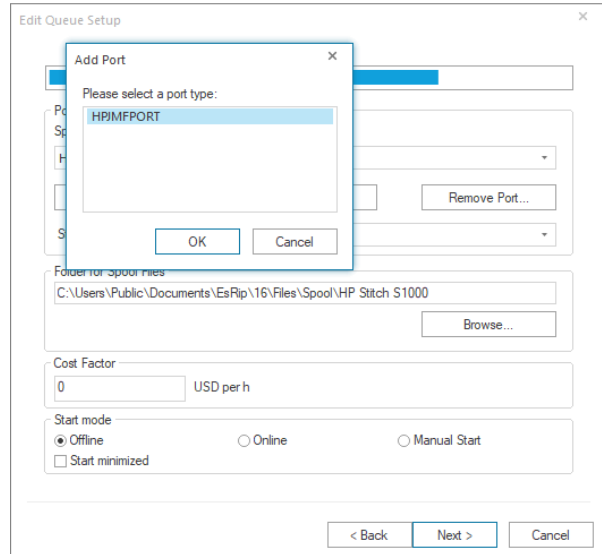 Edit Queue Setup
Add Port
Please select a port type:
HPJMFPORT
OK
Cancel
Remove Port...
Folder for Spool Files
C:\Users\Public\Documents\EsRip\16\Files\Spool\HP Stitch S1000
Browse...
Cost Factor
0
USD per h
Start mode
Offline
Online
Manual Start
Start minimized
< Back
Next >
Cancel